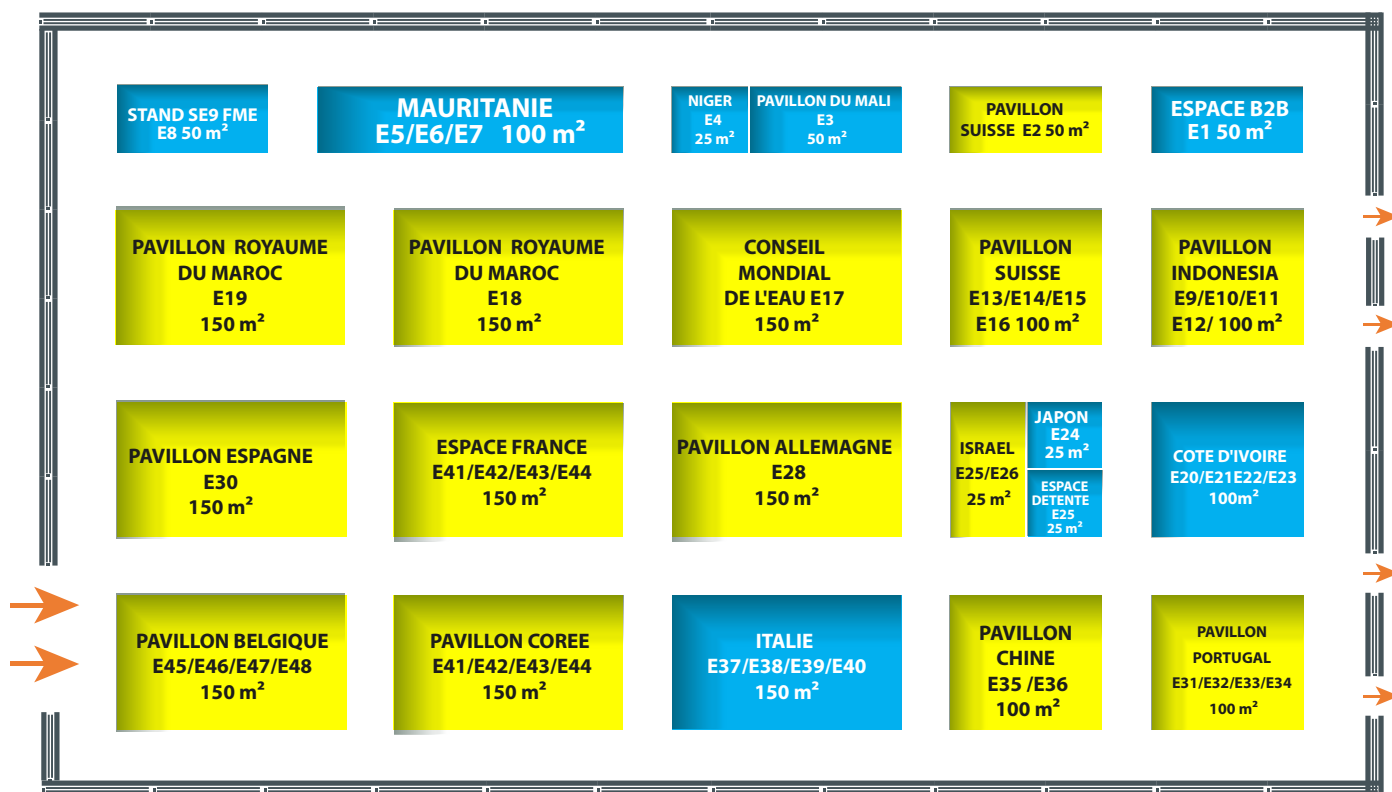 STAND SE9 FME
E8 50 m²
MAURITANIE
E5/E6/E7 100 m²
NIGER
E4
25 m²
PAVILLON DU MALI
E3
50 m²
PAVILLON
SUISSE E2 50 m²
ESPACE B2B
E1 50 m²
PAVILLON ROYAUME
DU MAROC
E19
150 m²
PAVILLON ROYAUME
DU MAROC
E18
150 m²
CONSEIL
MONDIAL
DE L'EAU E17
150 m²
PAVILLON
SUISSE
E13/E14/E15
E16 100 m²
PAVILLON
INDONESIA
E9/E10/E11
E12/ 100 m²
PAVILLON ESPAGNE
E30
150 m²
ESPACE FRANCE
E41/E42/E43/E44
150 m²
PAVILLON ALLEMAGNE
E28
150 m²
ISRAEL
E25/E26
25 m²
JAPON
E24
25 m²
ESPACE
DETENTE
E25
25 m²
COTE D'IVOIRE
E20/E21E22/E23
100m²
PAVILLON BELGIQUE
E45/E46/E47/E48
150 m²
PAVILLON COREE
E41/E42/E43/E44
150 m²
ITALIE
E37/E38/E39/E40
150 m²
PAVILLON
CHINE
E35 /E36
100 m²
PAVILLON
PORTUGAL
E31/E32/E33/E34
100 m²